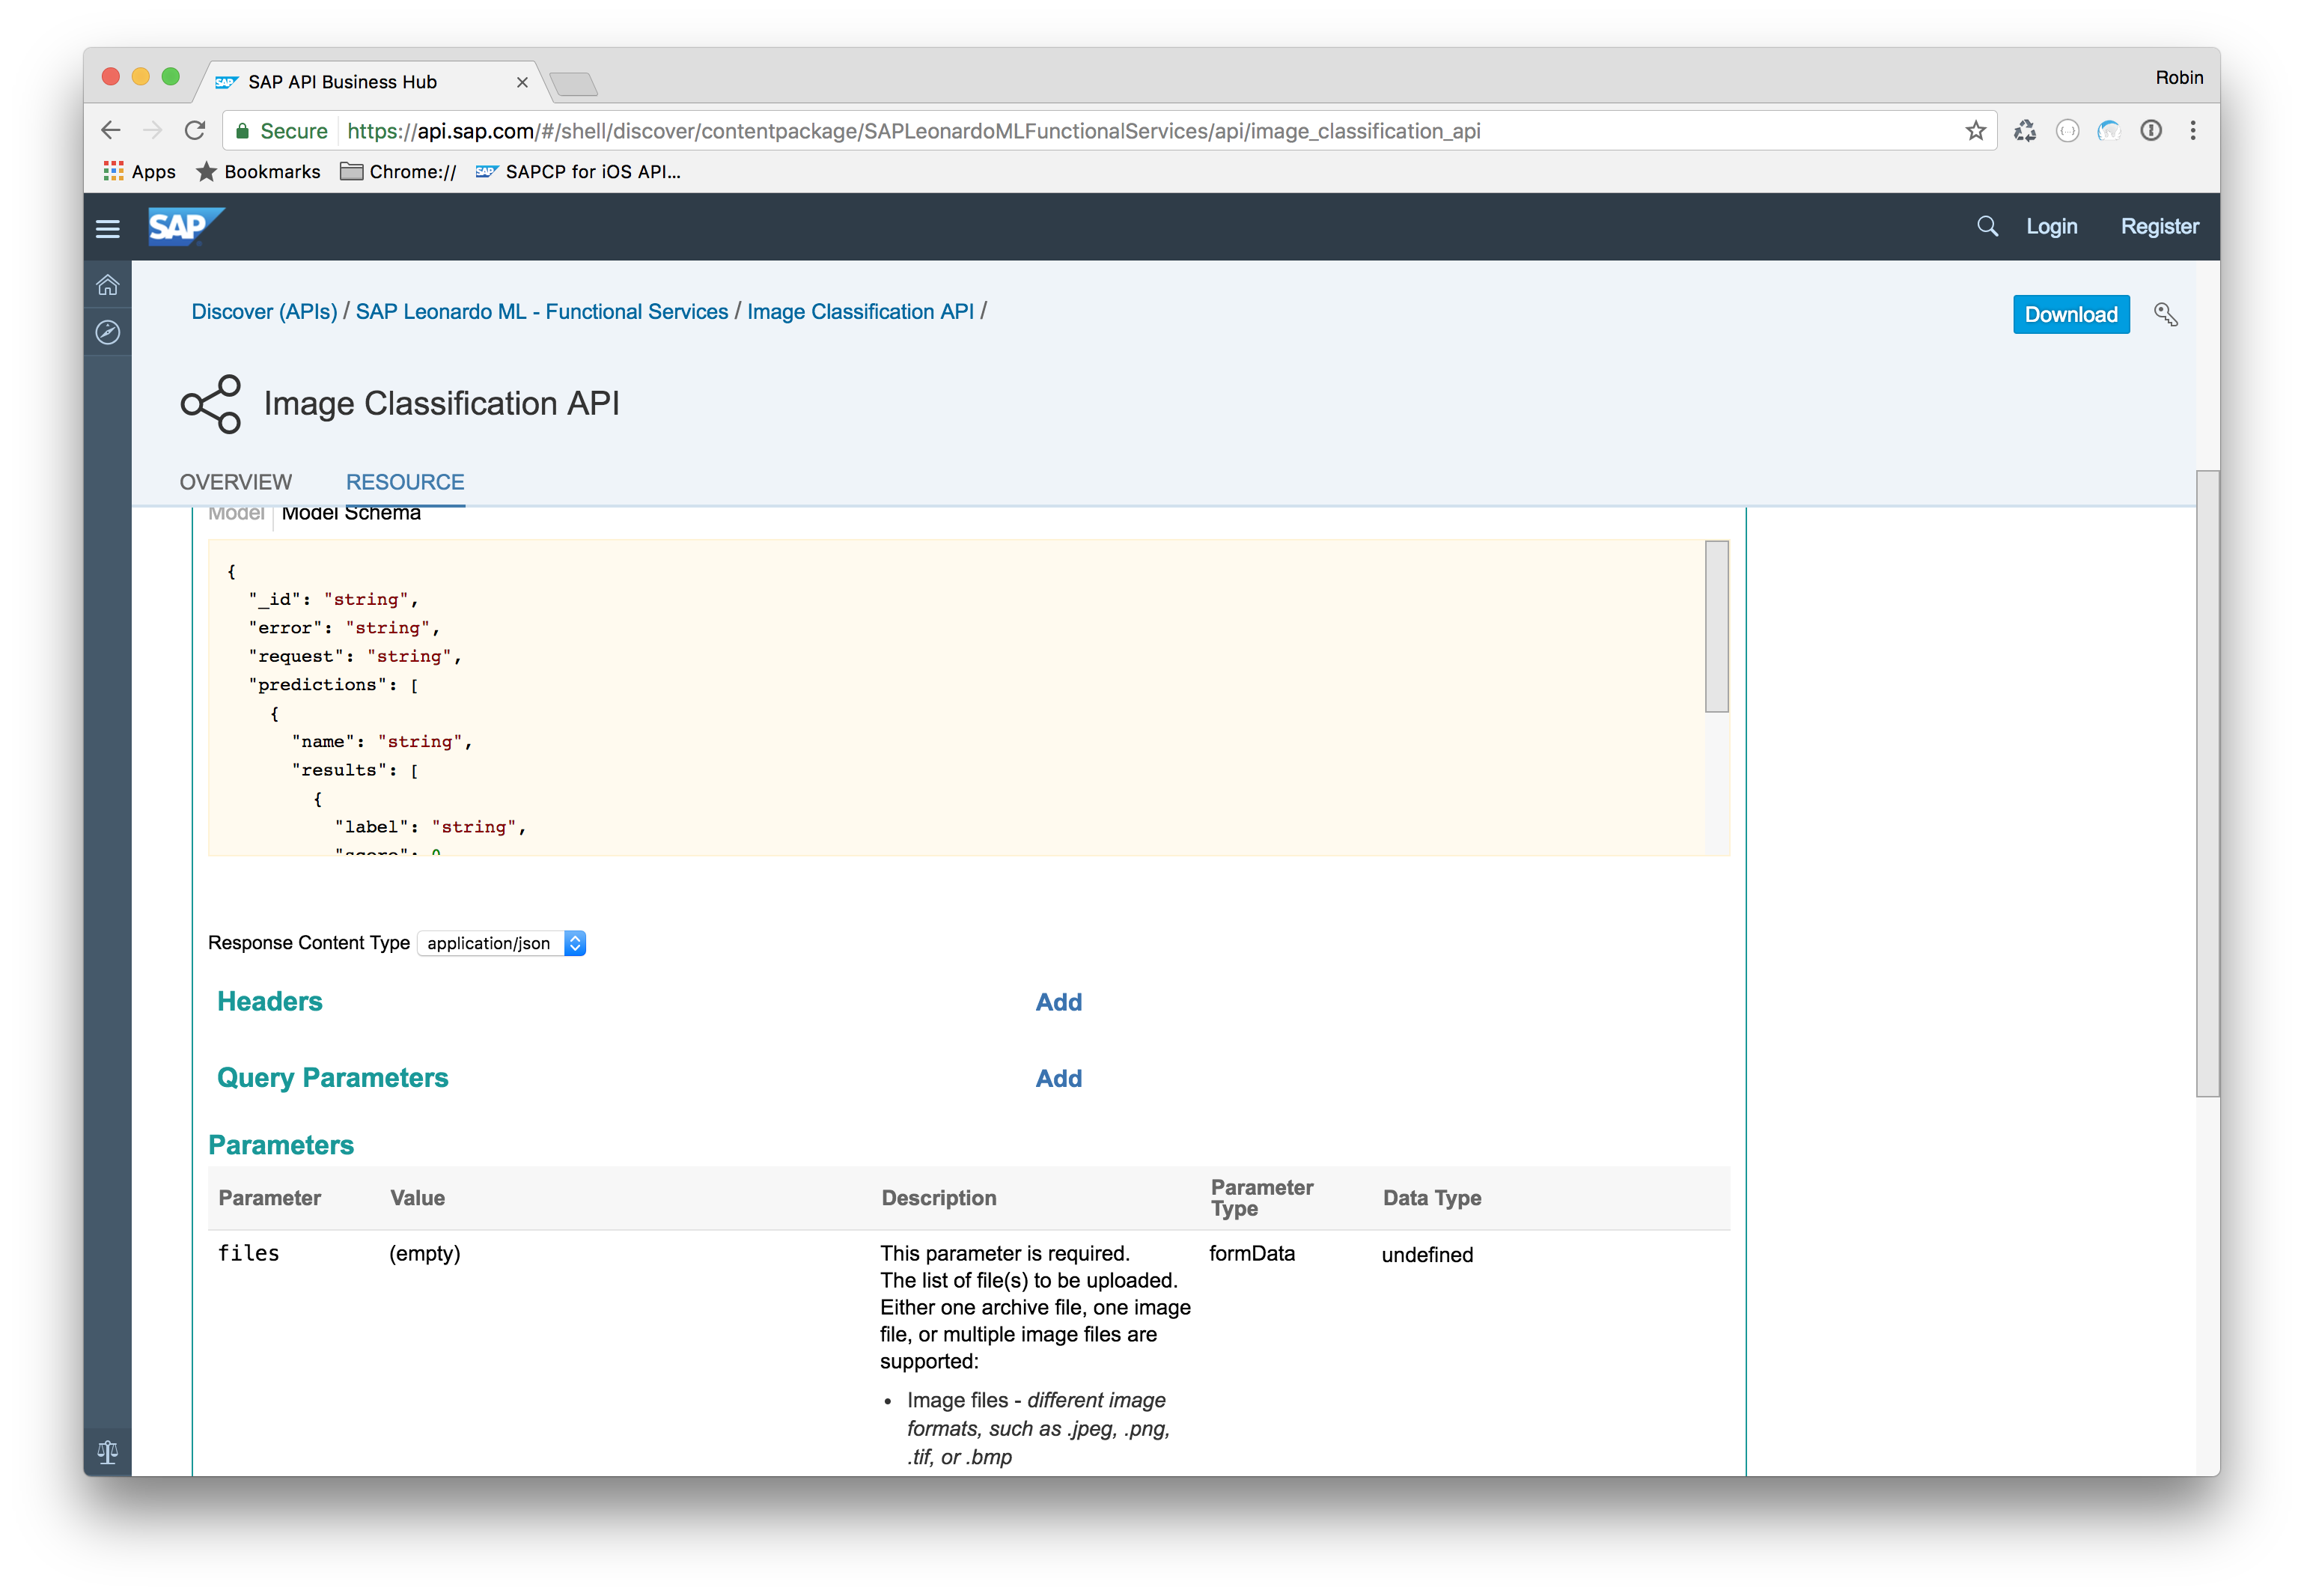 SAP API Business Hub
Robin
Secure https://api.sap.com/#/shell/discover/contentpackage/SAPLeonardoMLFunctionalServices/api/image_classification_api
Apps Bookmarks Chrome:// SAP SAPCP for iOS API...
SAP
Login Register
Discover (APIs) / SAP Leonardo ML - Functional Services / Image Classification API /
Download
Image Classification API
OVERVIEW RESOURCE
Model Model Schema
{
"_id": "string",
"error": "string",
"request": "string",
"predictions": [
{
"name": "string",
"results": [
{
"label": "string",
"score": 0
Response Content Type application/json
Headers Add
Query Parameters Add
Parameters
Parameter Value Description Parameter Type Data Type
files (empty) This parameter is required. formData undefined
The list of file(s) to be uploaded.
Either one archive file, one image
file, or multiple image files are
supported:
• Image files - different image
formats, such as .jpeg, .png,
.tif, or .bmp